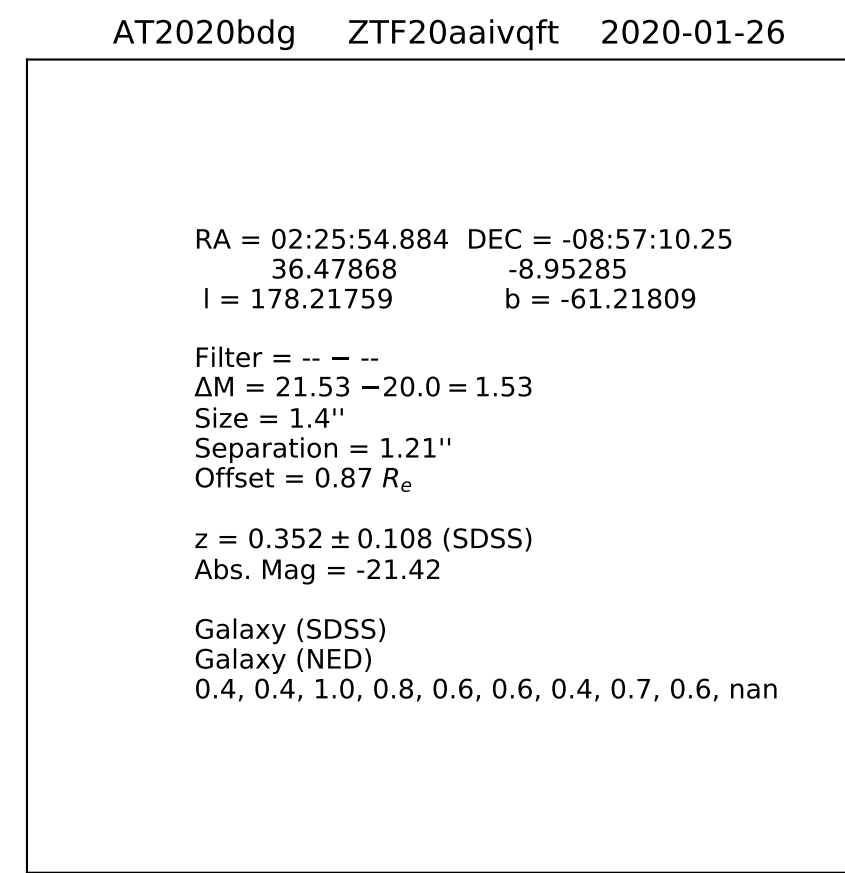 AT2020bdg ZTF20aaivqft 2020-01-26
RA = 02:25:54.884 DEC = -08:57:10.25
36.47868 -8.95285
l = 178.21759 b = -61.21809
Filter = -- − --
ΔM = 21.53 −20.0 = 1.53
Size = 1.4''
Separation = 1.21''
Offset = 0.87 Rₑ
z = 0.352 ± 0.108 (SDSS)
Abs. Mag = -21.42
Galaxy (SDSS)
Galaxy (NED)
0.4, 0.4, 1.0, 0.8, 0.6, 0.6, 0.4, 0.7, 0.6, nan